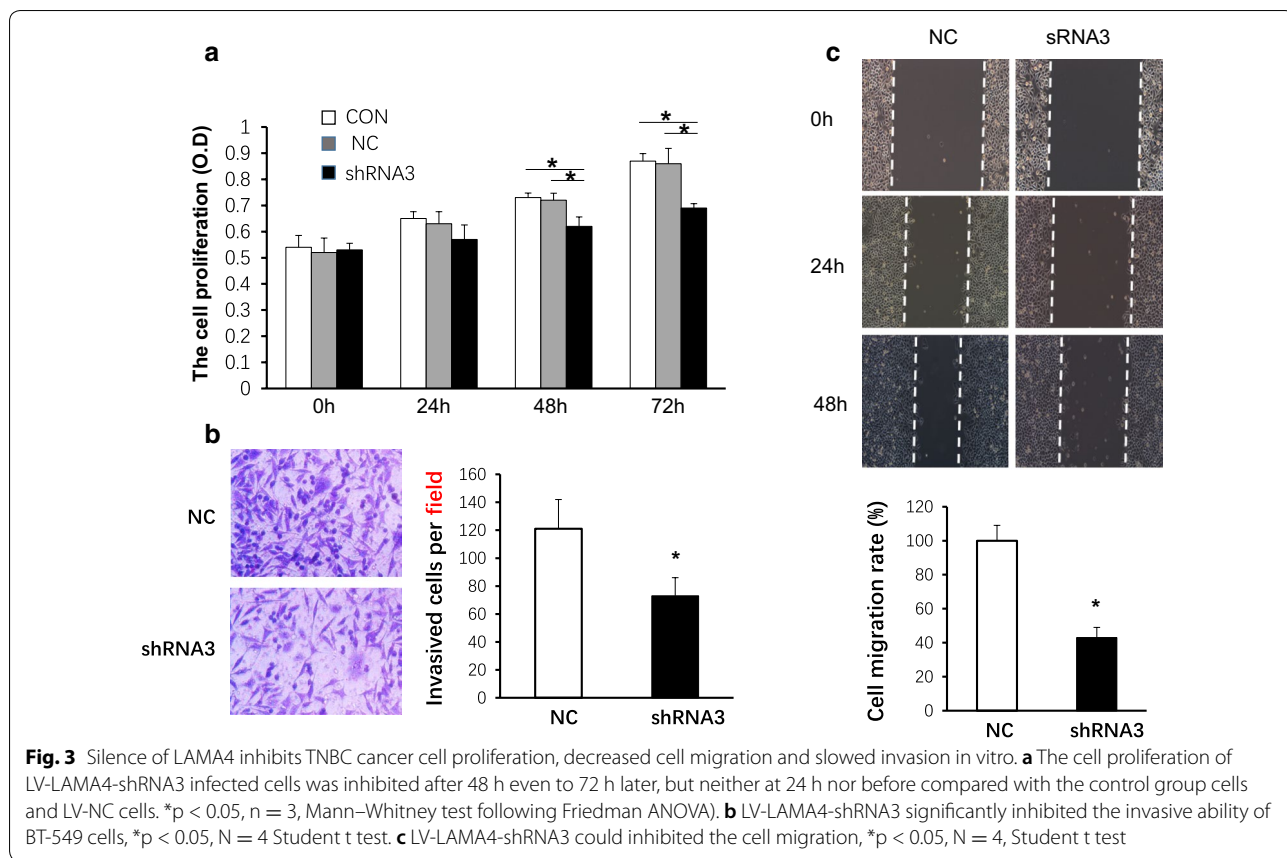 a
CON
NC
shRNA3
The cell proliferation (O.D)
1
0.9
0.8
0.7
0.6
0.5
0.4
0.3
0.2
0.1
0
* *
* *
0h 24h 48h 72h
b
NC
shRNA3
Invasived cells per field
160
140
120
100
80
60
40
20
0
*
NC shRNA3
c
NC sRNA3
0h
24h
48h
Cell migration rate (%)
120
100
80
60
40
20
0
*
NC shRNA3
Fig. 3 Silence of LAMA4 inhibits TNBC cancer cell proliferation, decreased cell migration and slowed invasion in vitro. a The cell proliferation of
LV-LAMA4-shRNA3 infected cells was inhibited after 48 h even to 72 h later, but neither at 24 h nor before compared with the control group cells
and LV-NC cells. *p < 0.05, n = 3, Mann–Whitney test following Friedman ANOVA). b LV-LAMA4-shRNA3 significantly inhibited the invasive ability of
BT-549 cells, *p < 0.05, N = 4 Student t test. c LV-LAMA4-shRNA3 could inhibited the cell migration, *p < 0.05, N = 4, Student t test